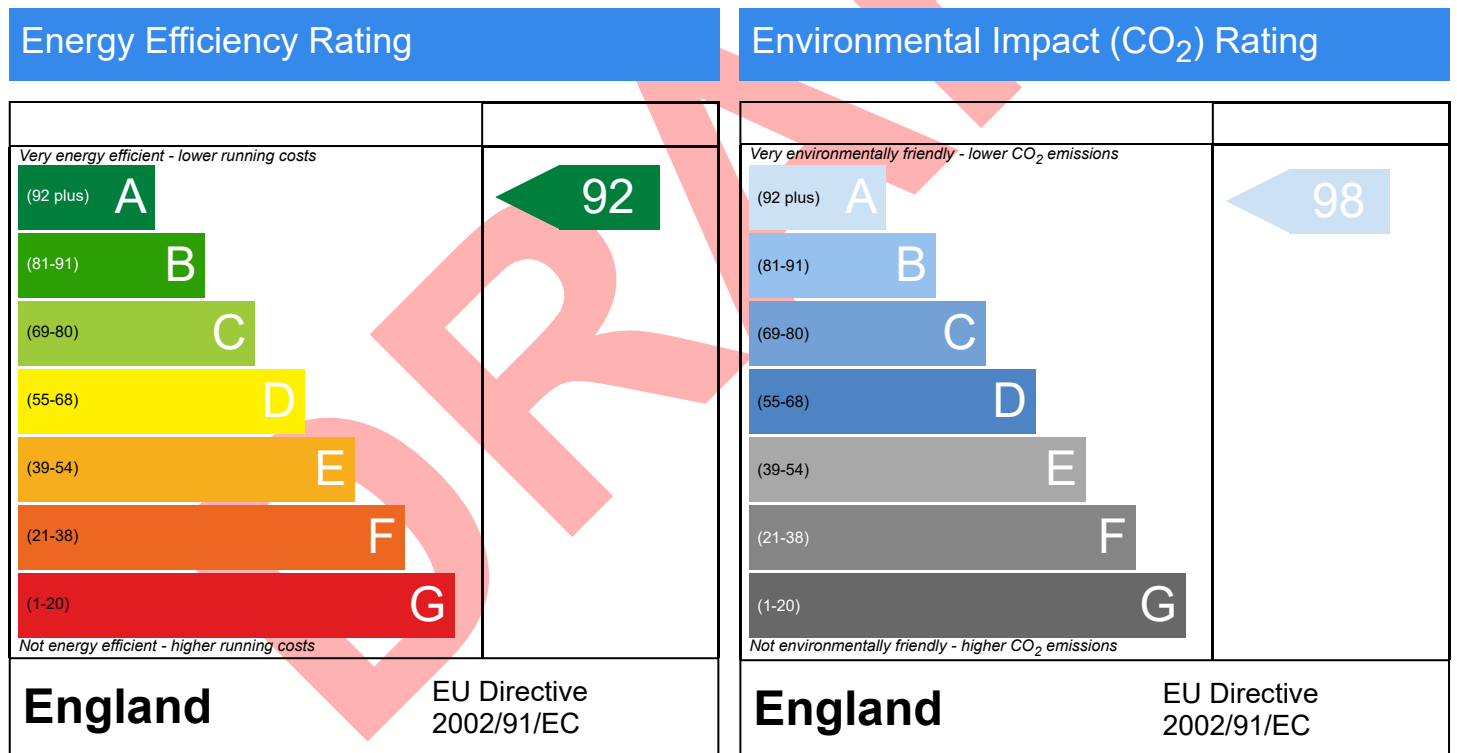 Energy Efficiency Rating
Very energy efficient - lower running costs
(92 plus) A
92
(81-91) B
(69-80) C
(55-68) D
(39-54) E
(21-38) F
(1-20) G
Not energy efficient - higher running costs
England
EU Directive
2002/91/EC
Environmental Impact (CO₂) Rating
Very environmentally friendly - lower CO₂ emissions
(92 plus) A
98
(81-91) B
(69-80) C
(55-68) D
(39-54) E
(21-38) F
(1-20) G
Not environmentally friendly - higher CO₂ emissions
England
EU Directive
2002/91/EC